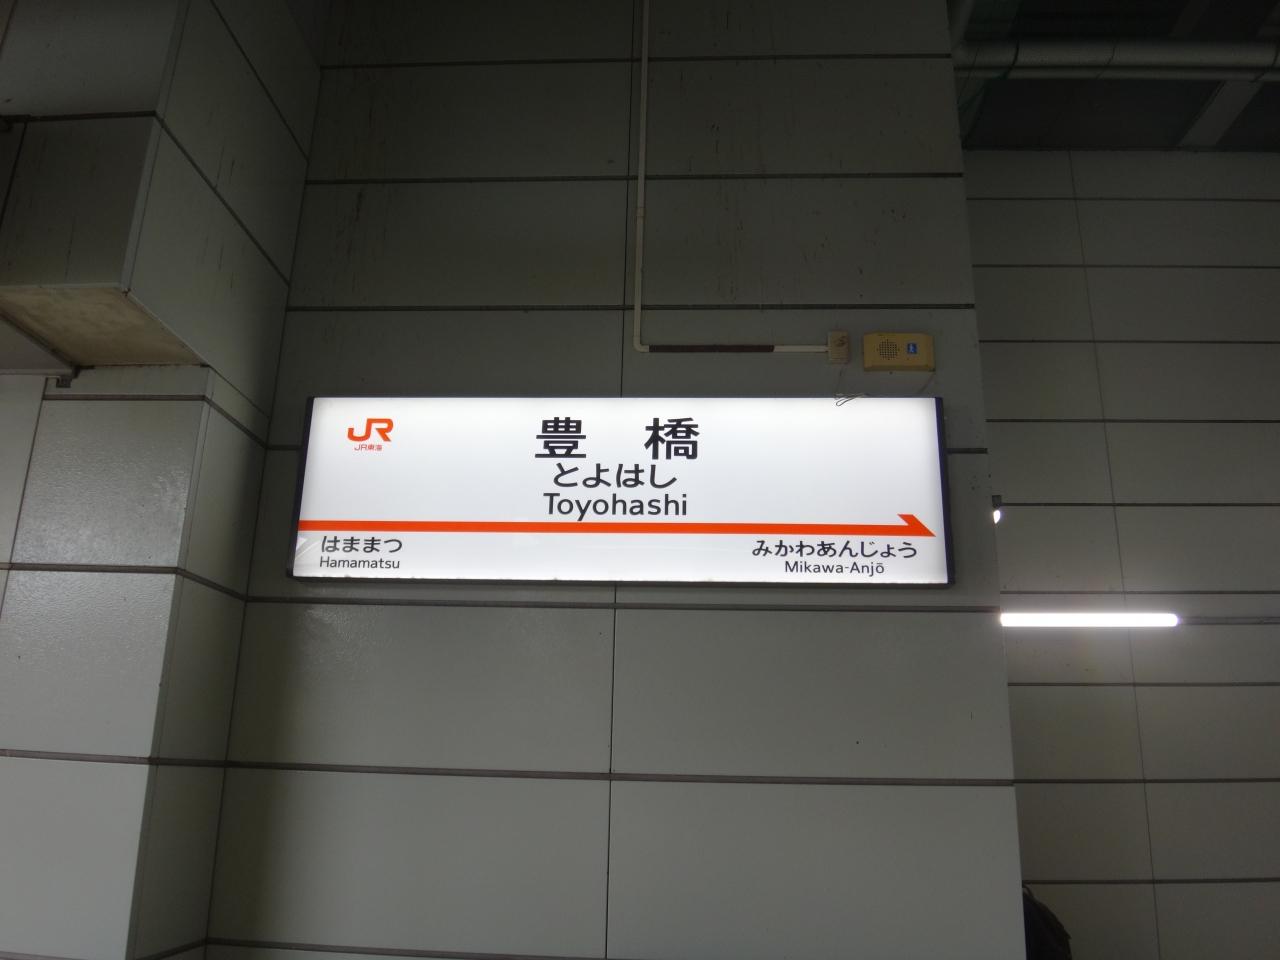 JR
JR東海
豊橋
とよはし
Toyohashi
はままつ
Hamamatsu
みかわあんじょう
Mikawa-Anjō